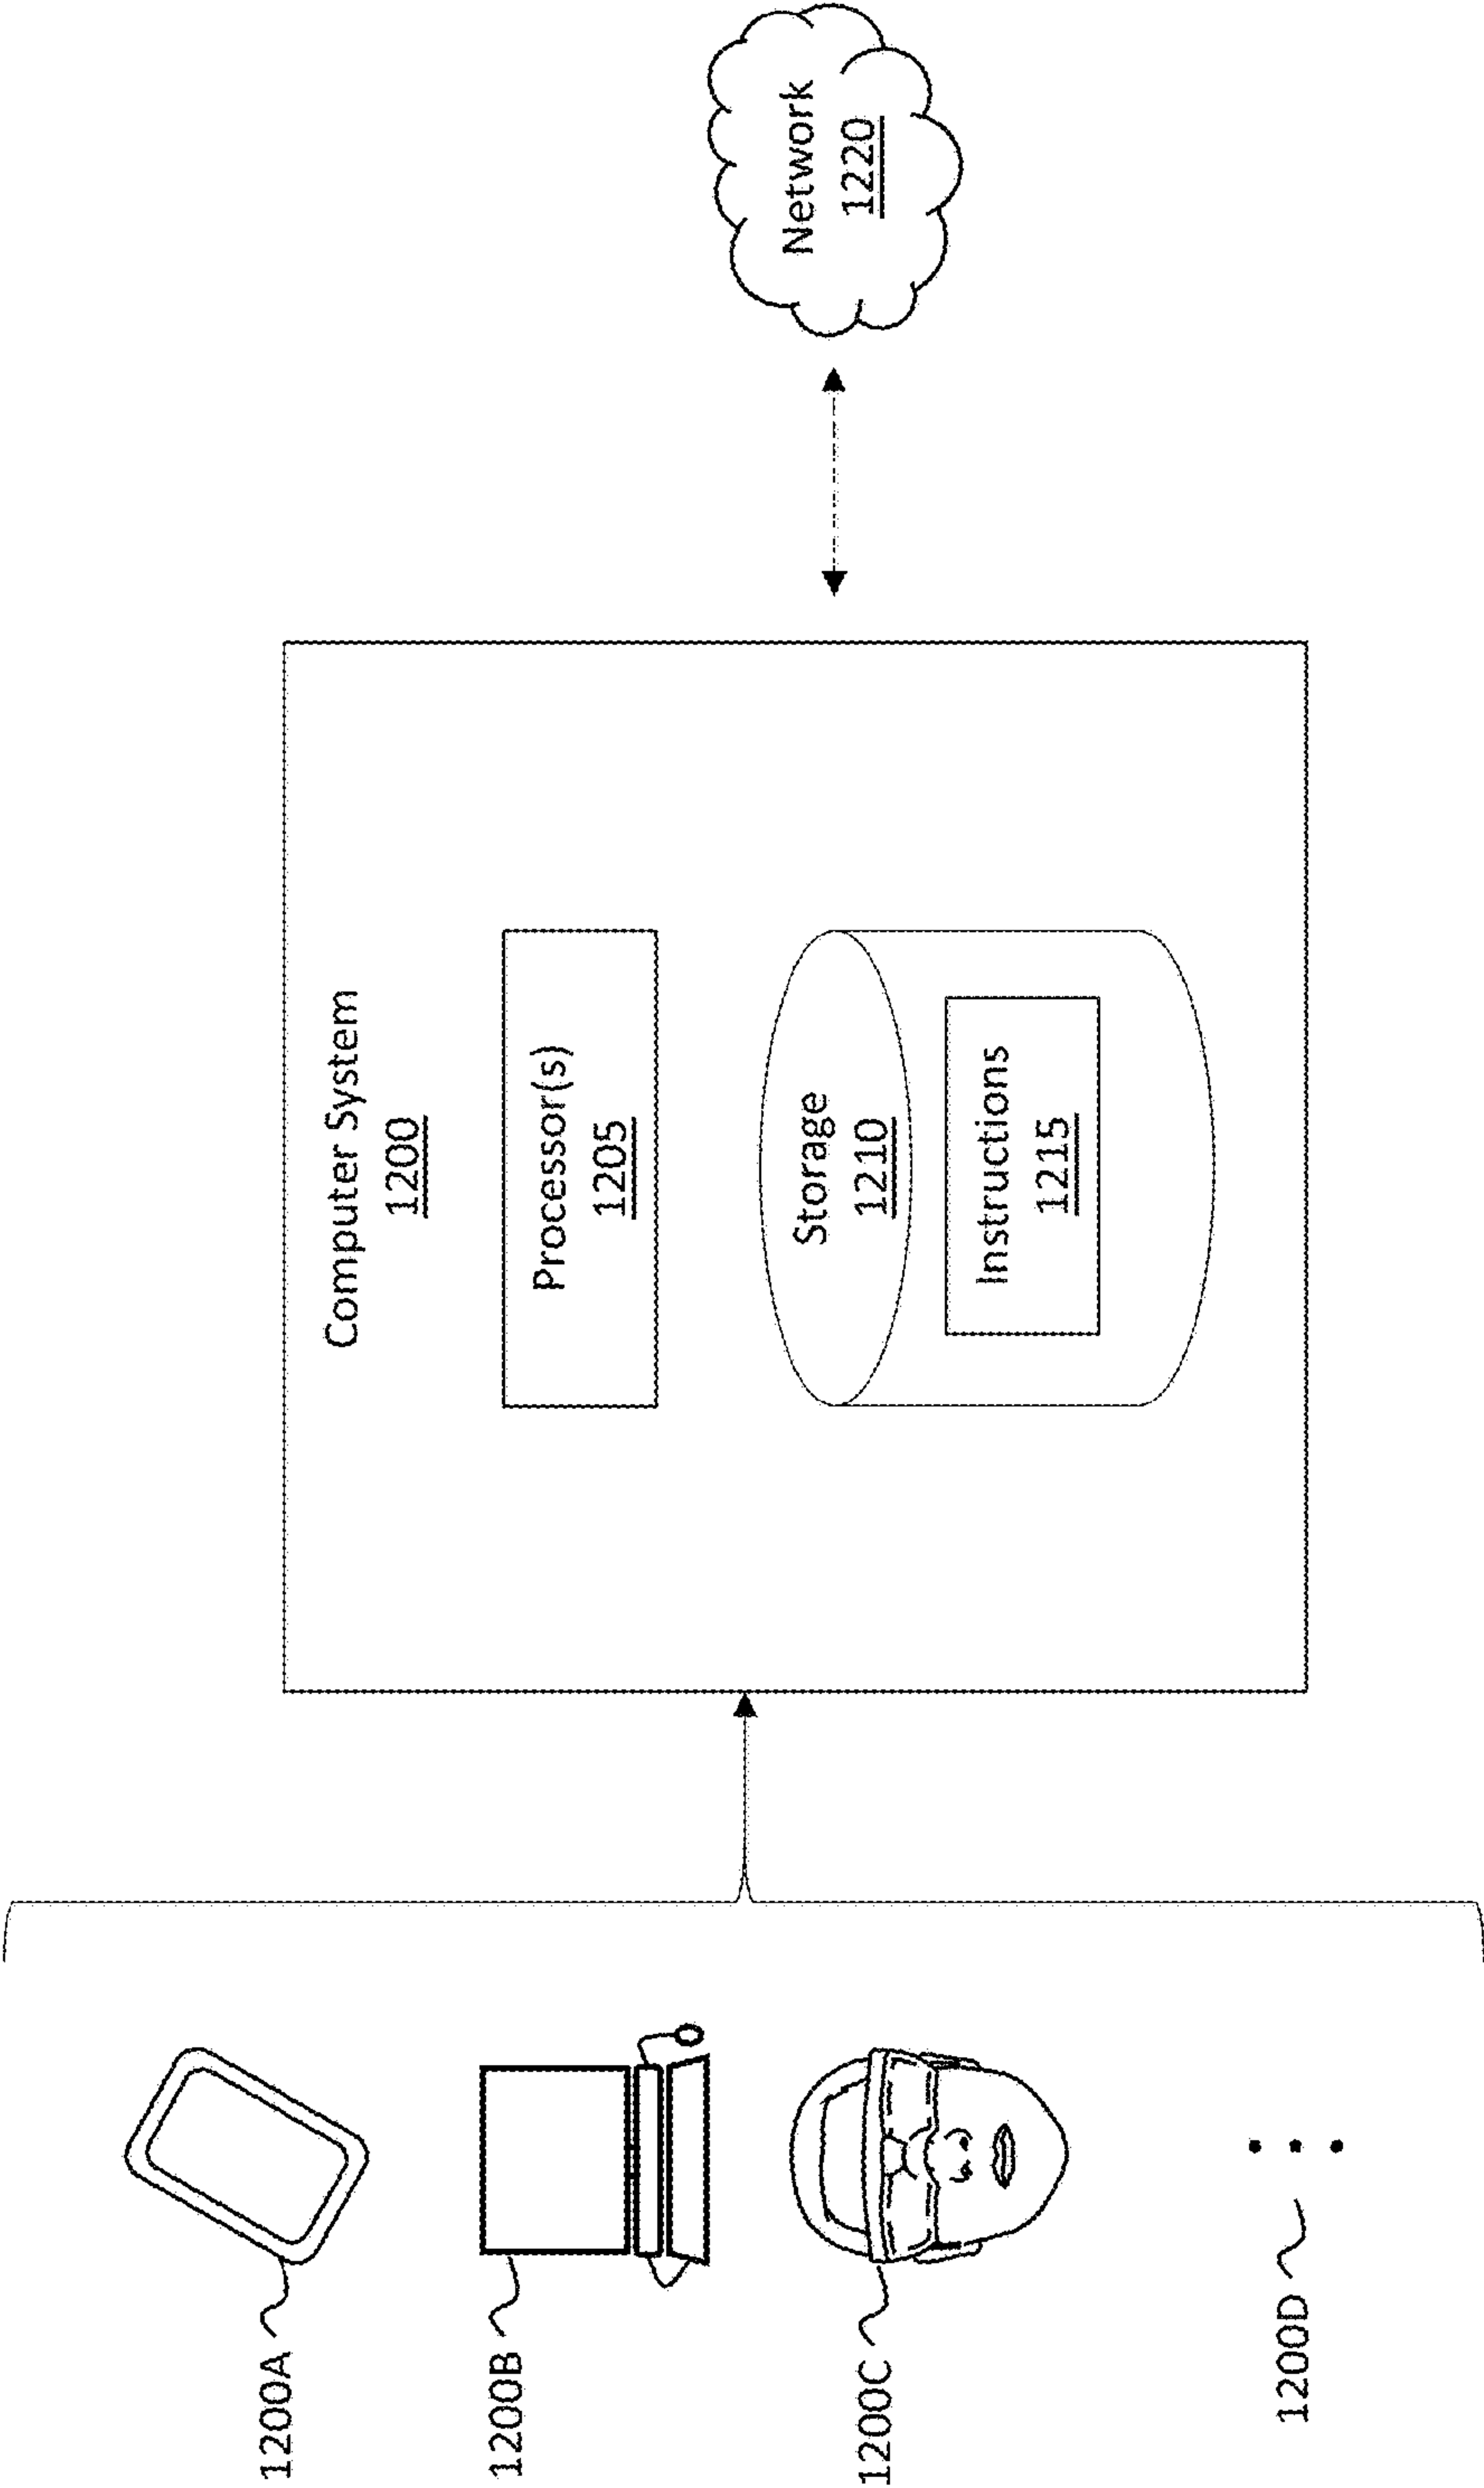 1200A
1200B
1200C
1200D
Computer System
1200
Processor(s)
1205
Storage
1210
Instructions
1215
Network
1220